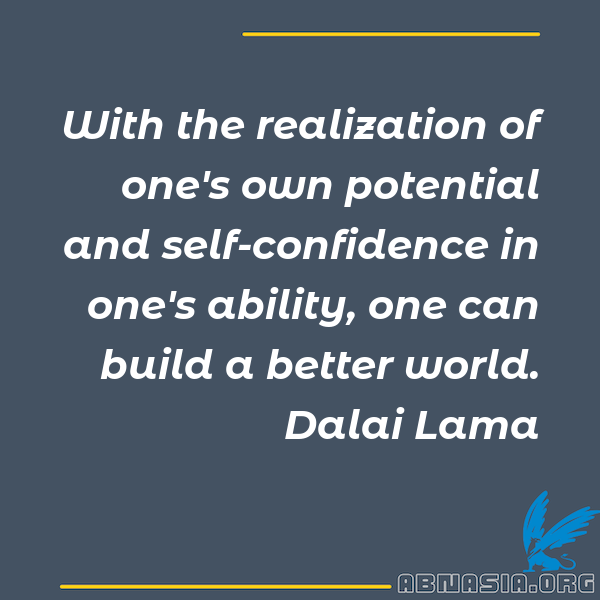 With the realization of
one's own potential
and self-confidence in
one's ability, one can
build a better world.
Dalai Lama
ABNASIA.ORG